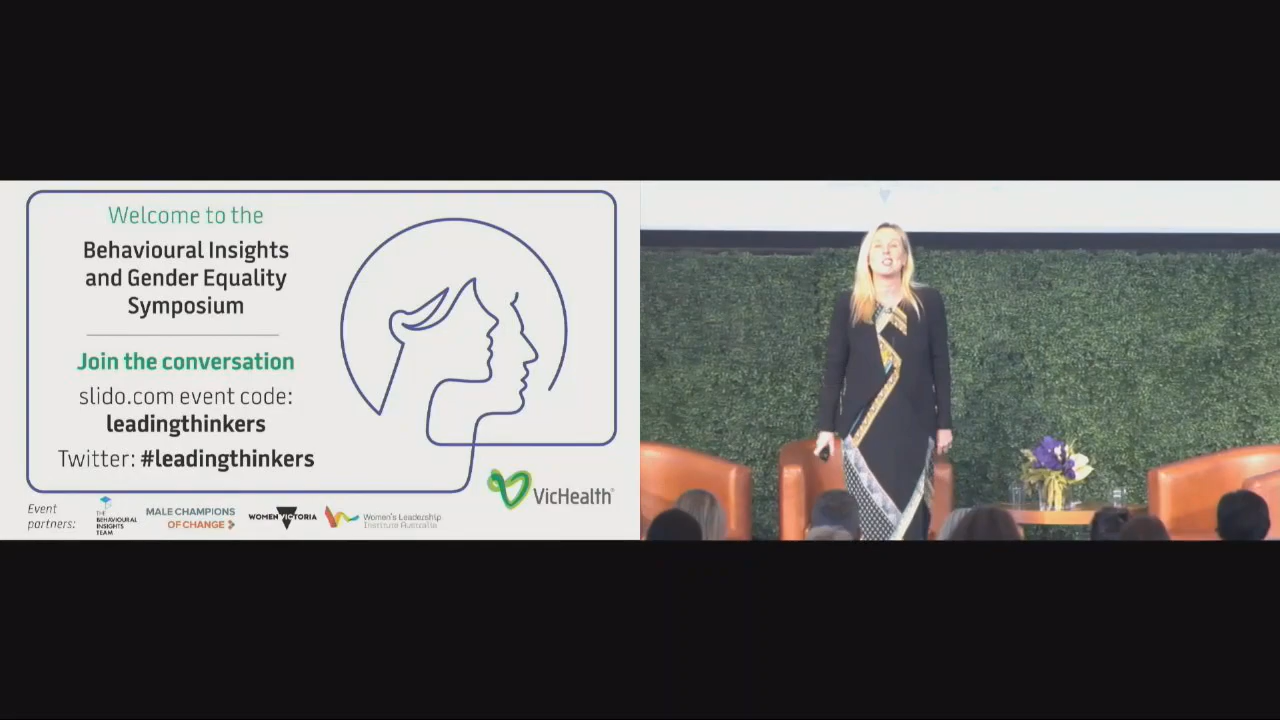 Welcome to the
Behavioural Insights
and Gender Equality
Symposium
Join the conversation
slido.com event code:
leadingthinkers
Twitter: #leadingthinkers
Event
partners:
THE
BEHAVIOURAL
INSIGHTS
TEAM
MALE CHAMPIONS
OF CHANGE
WOMEN VICTORIA
Women's Leadership
Institute Australia
VicHealth